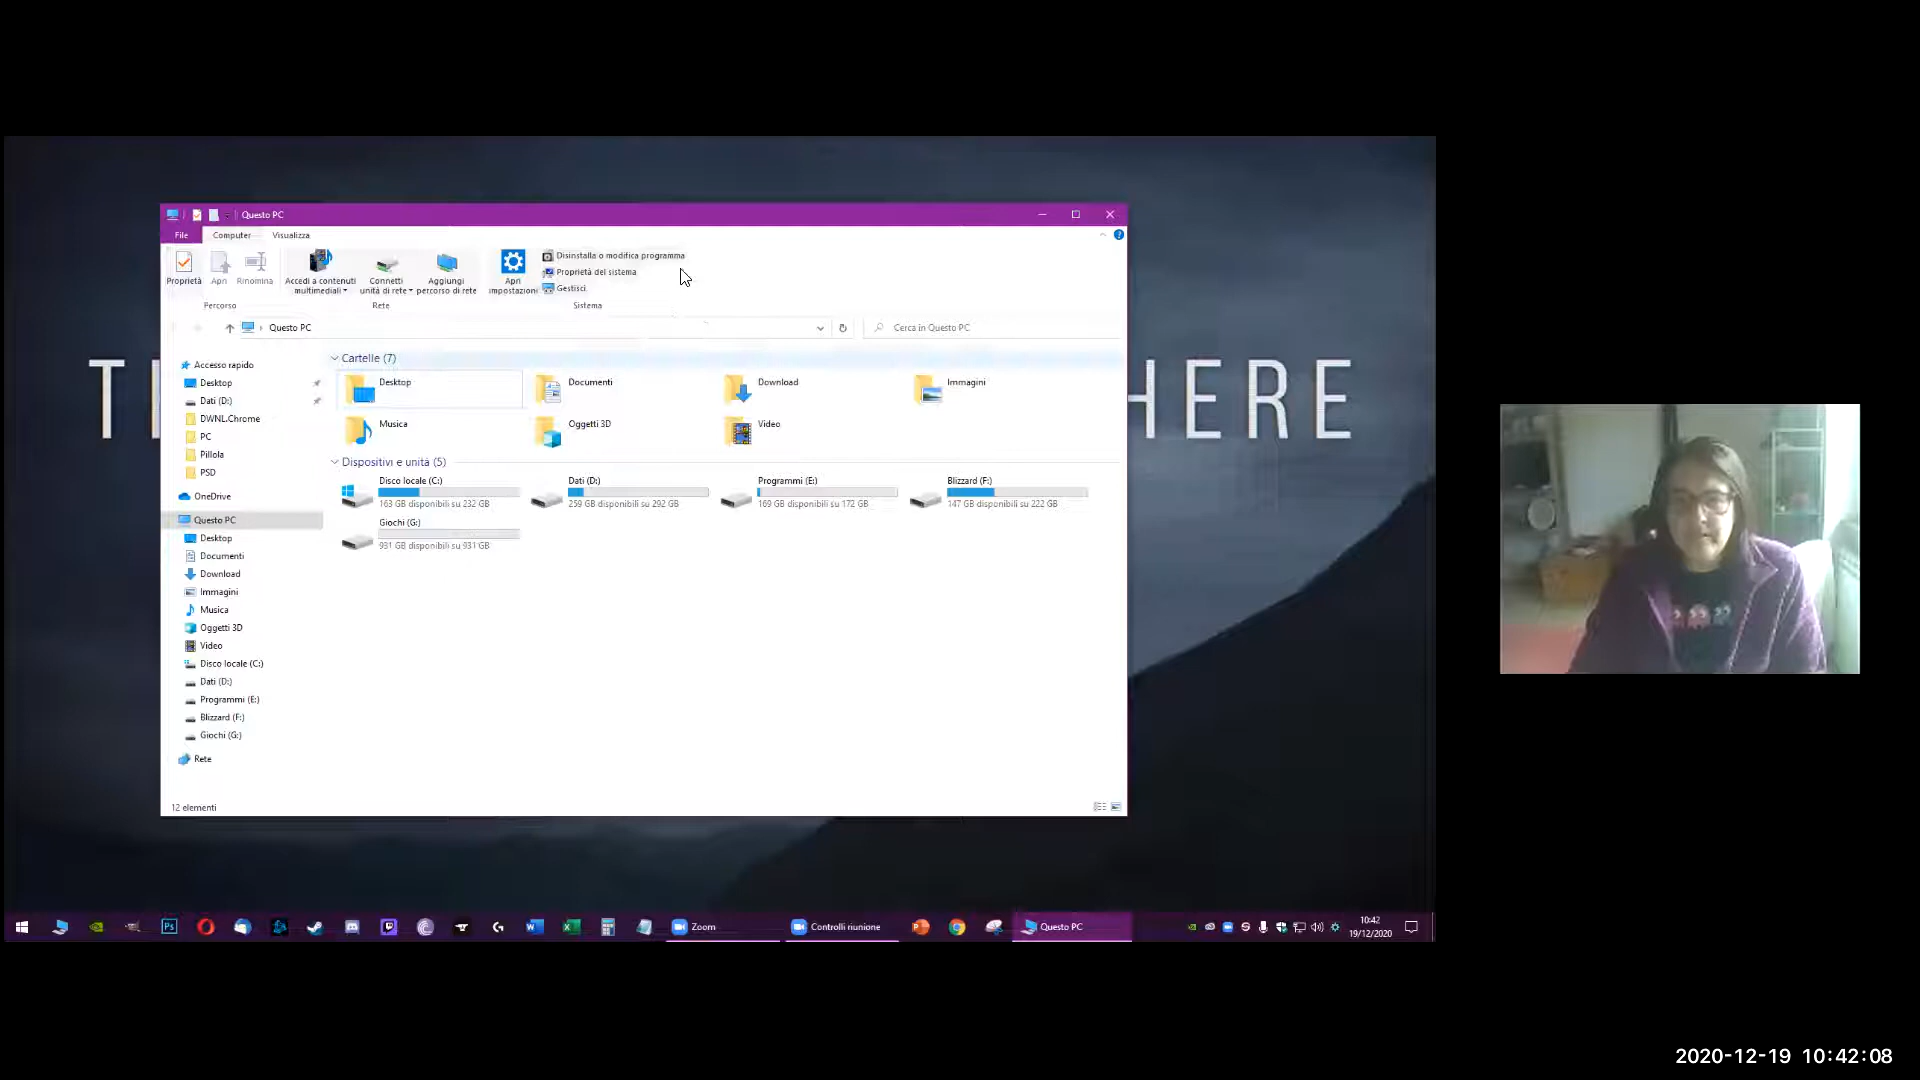 Questo PC
File
Computer
Visualizza
Proprietà
Apri
Rinomina
Accedi a contenuti
multimediali
Connetti
unità di rete
Aggiungi
percorso di rete
Apri
impostazioni
Disinstalla o modifica programma
Proprietà del sistema
Gestisci
Percorso
Rete
Sistema
Questo PC
Cerca in Questo PC
Accesso rapido
Desktop
Dati (D:)
DWNL.Chrome
PC
Pillola
PSD
OneDrive
Questo PC
Desktop
Documenti
Download
Immagini
Musica
Oggetti 3D
Video
Disco locale (C:)
Dati (D:)
Programmi (E:)
Blizzard (F:)
Giochi (G:)
Rete
Cartelle (7)
Desktop
Documenti
Download
Immagini
Musica
Oggetti 3D
Video
Dispositivi e unità (5)
Disco locale (C:)
163 GB disponibili su 232 GB
Dati (D:)
259 GB disponibili su 292 GB
Programmi (E:)
169 GB disponibili su 172 GB
Blizzard (F:)
147 GB disponibili su 222 GB
Giochi (G:)
931 GB disponibili su 931 GB
12 elementi
HERE
Ps
Zoom
Controlli riunione
Questo PC
10:42
19/12/2020
2020-12-19 10:42:08